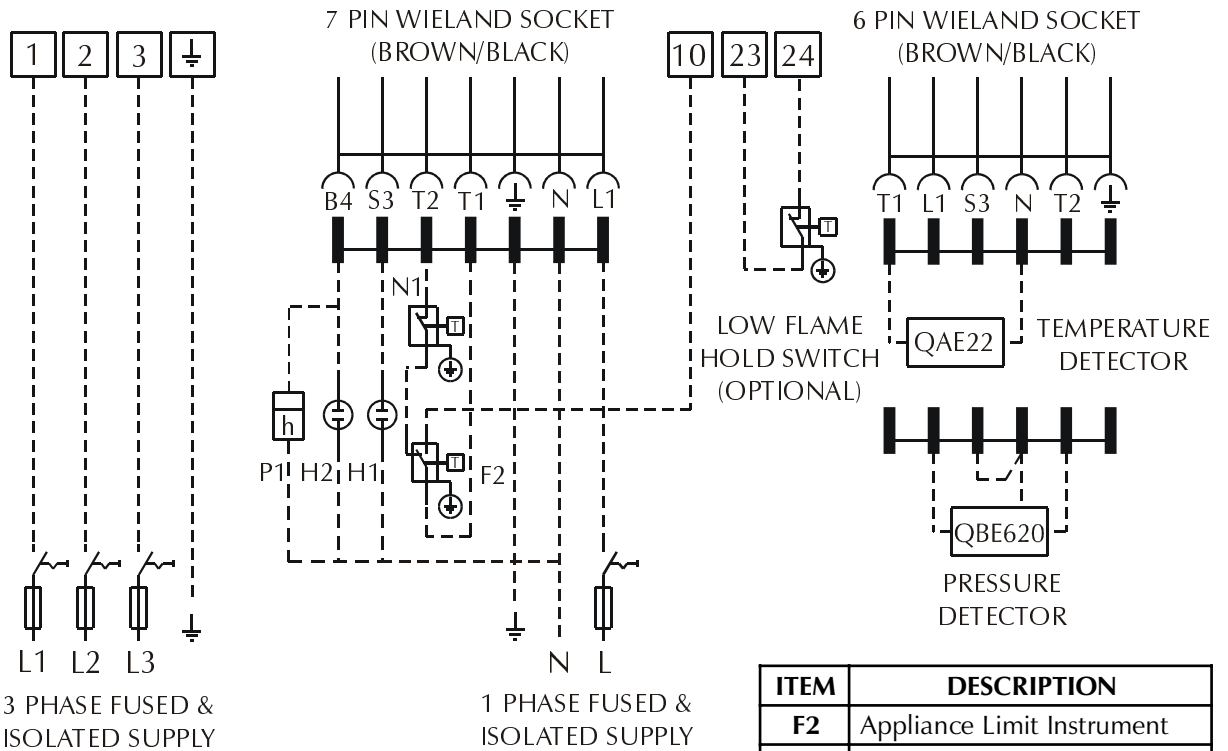 7 PIN WIELAND SOCKET
(BROWN/BLACK)
6 PIN WIELAND SOCKET
(BROWN/BLACK)
1 2 3
10 23 24
B4 S3 T2 T1 N L1
T1 L1 S3 N T2
T
N1
T
LOW FLAME
HOLD SWITCH
(OPTIONAL)
QAE22
TEMPERATURE
DETECTOR
h
P1 H2 H1
T
F2
QBE620
PRESSURE
DETECTOR
L1 L2 L3
N L
3 PHASE FUSED &
ISOLATED SUPPLY
1 PHASE FUSED &
ISOLATED SUPPLY
ITEM DESCRIPTION
F2 Appliance Limit Instrument